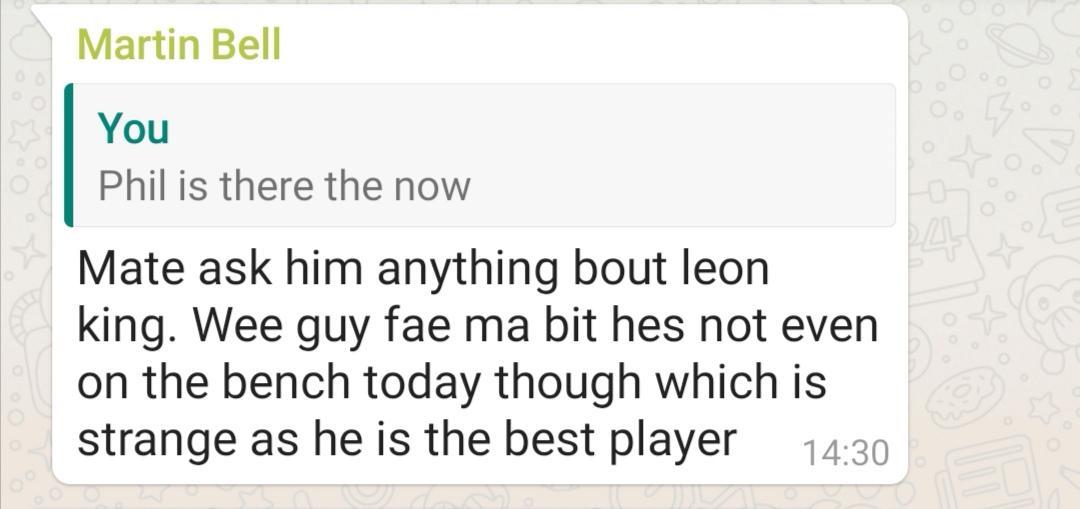 Martin Bell
You
Phil is there the now
Mate ask him anything bout leon
king. Wee guy fae ma bit hes not even
on the bench today though which is
strange as he is the best player
14:30